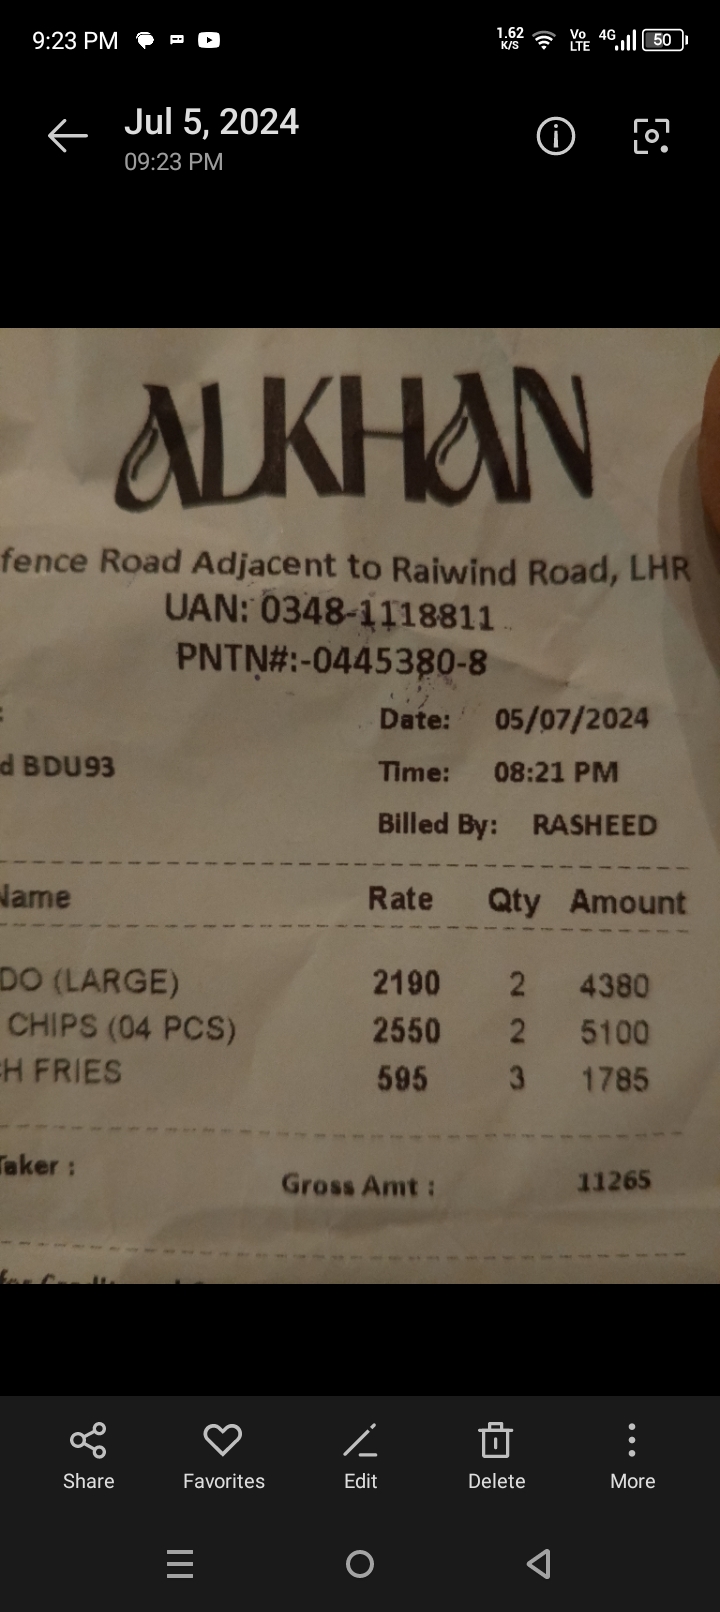 9:23 PM 1.62 K/S Vo LTE 4G 50
Jul 5, 2024
09:23 PM
ALKHAN
fence Road Adjacent to Raiwind Road, LHR
UAN: 0348-1118811
PNTN#:-0445380-8
: Date: 05/07/2024
d BDU93 Time: 08:21 PM
Billed By: RASHEED
Name Rate Qty Amount
DO (LARGE) 2190 2 4380
CHIPS (04 PCS) 2550 2 5100
H FRIES 595 3 1785
Taker :
Gross Amt : 11265
Share Favorites Edit Delete More